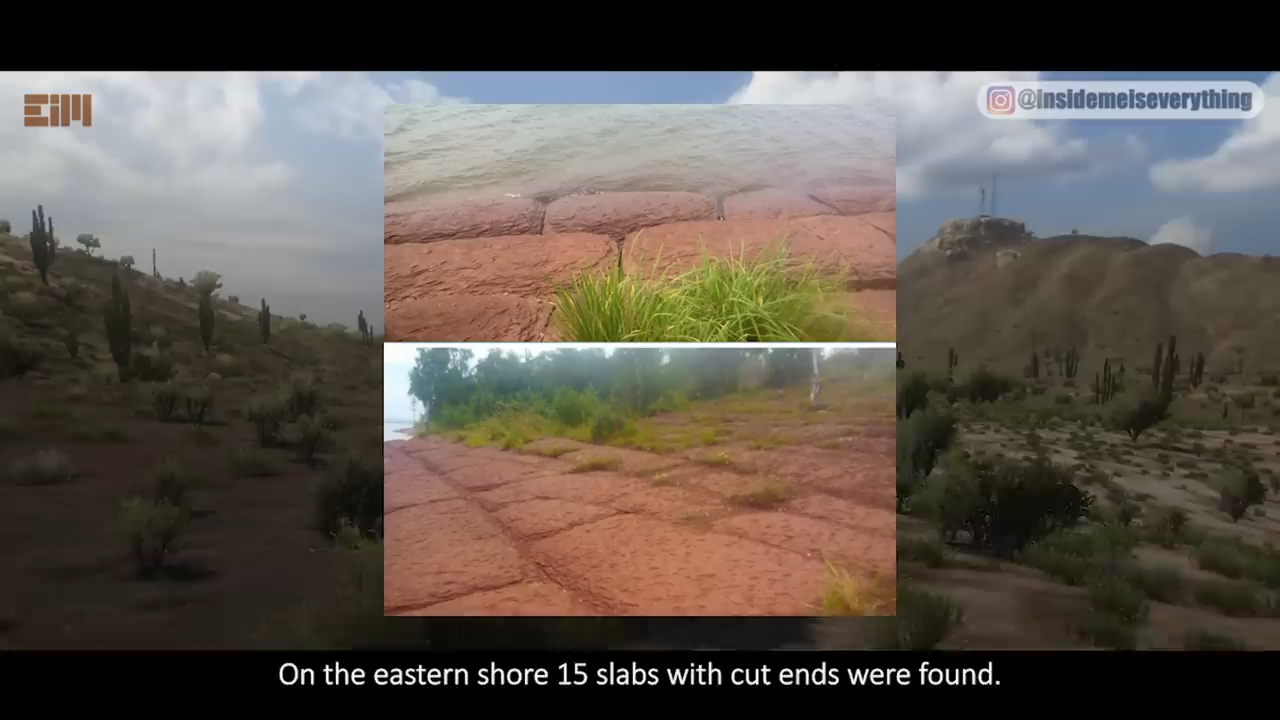 EIM
@insidemeiseverything
On the eastern shore 15 slabs with cut ends were found.